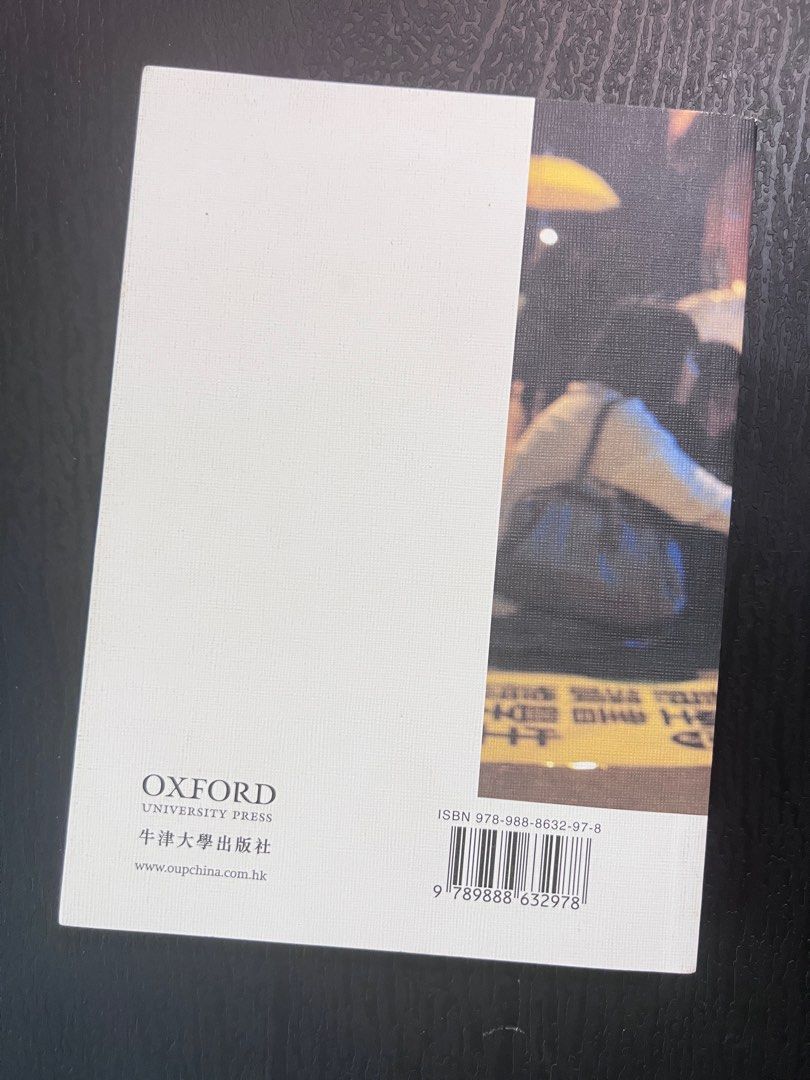 OXFORD
UNIVERSITY PRESS
牛津大學出版社
www.oupchina.com.hk
ISBN 978-988-8632-97-8
9 789888 632978